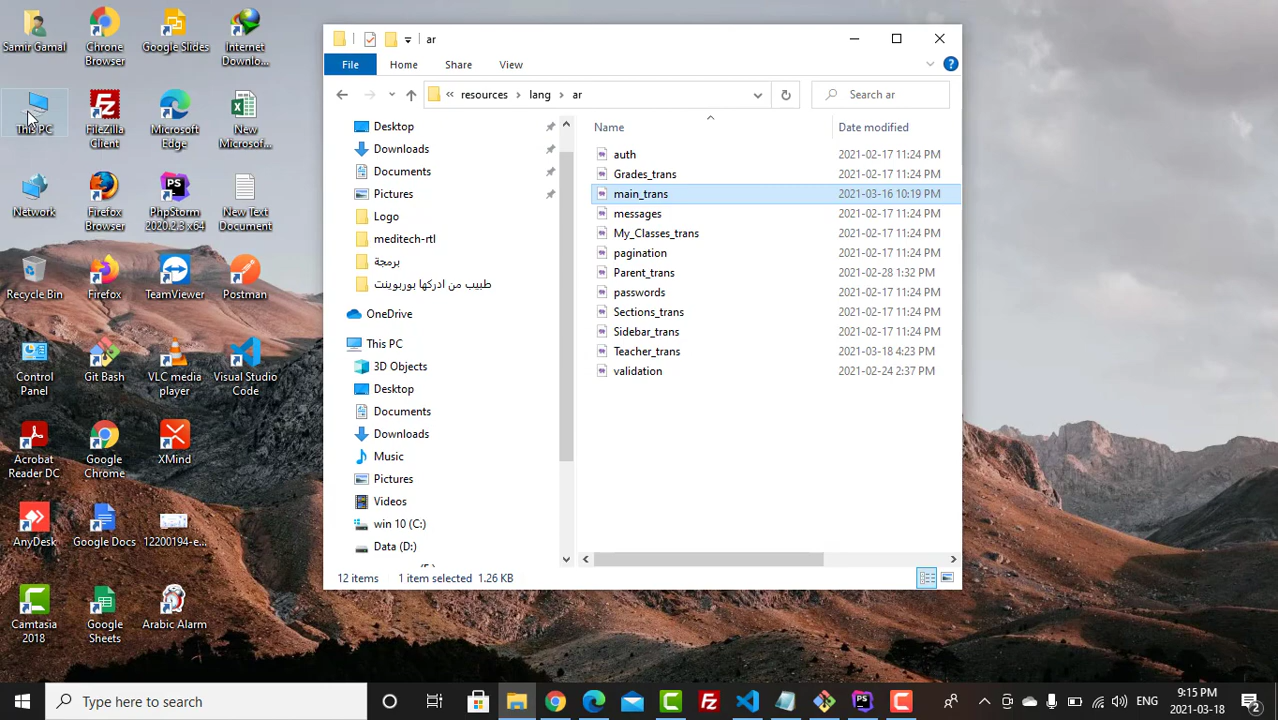 Samir Gamal
Chrome Browser
Google Slides
Internet Downlo...
This PC
FileZilla Client
Microsoft Edge
New Microsof...
Network
Firefox Browser
PhpStorm 2020.2.3 x64
New Text Document
Recycle Bin
Firefox
TeamViewer
Postman
Control Panel
Git Bash
VLC media player
Visual Studio Code
Acrobat Reader DC
Google Chrome
XMind
AnyDesk
Google Docs
12200194-e...
Camtasia 2018
Google Sheets
Arabic Alarm
ar
File Home Share View
« resources › lang › ar
Search ar
Desktop
Downloads
Documents
Pictures
Logo
meditech-rtl
برمجة
طبيب من ادركها بوربوينت
OneDrive
This PC
3D Objects
Desktop
Documents
Downloads
Music
Pictures
Videos
win 10 (C:)
Data (D:)
Name Date modified
auth 2021-02-17 11:24 PM
Grades_trans 2021-02-17 11:24 PM
main_trans 2021-03-16 10:19 PM
messages 2021-02-17 11:24 PM
My_Classes_trans 2021-02-17 11:24 PM
pagination 2021-02-17 11:24 PM
Parent_trans 2021-02-28 1:32 PM
passwords 2021-02-17 11:24 PM
Sections_trans 2021-02-17 11:24 PM
Sidebar_trans 2021-02-17 11:24 PM
Teacher_trans 2021-03-18 4:23 PM
validation 2021-02-24 2:37 PM
12 items 1 item selected 1.26 KB
Type here to search
ENG
9:15 PM
2021-03-18
2